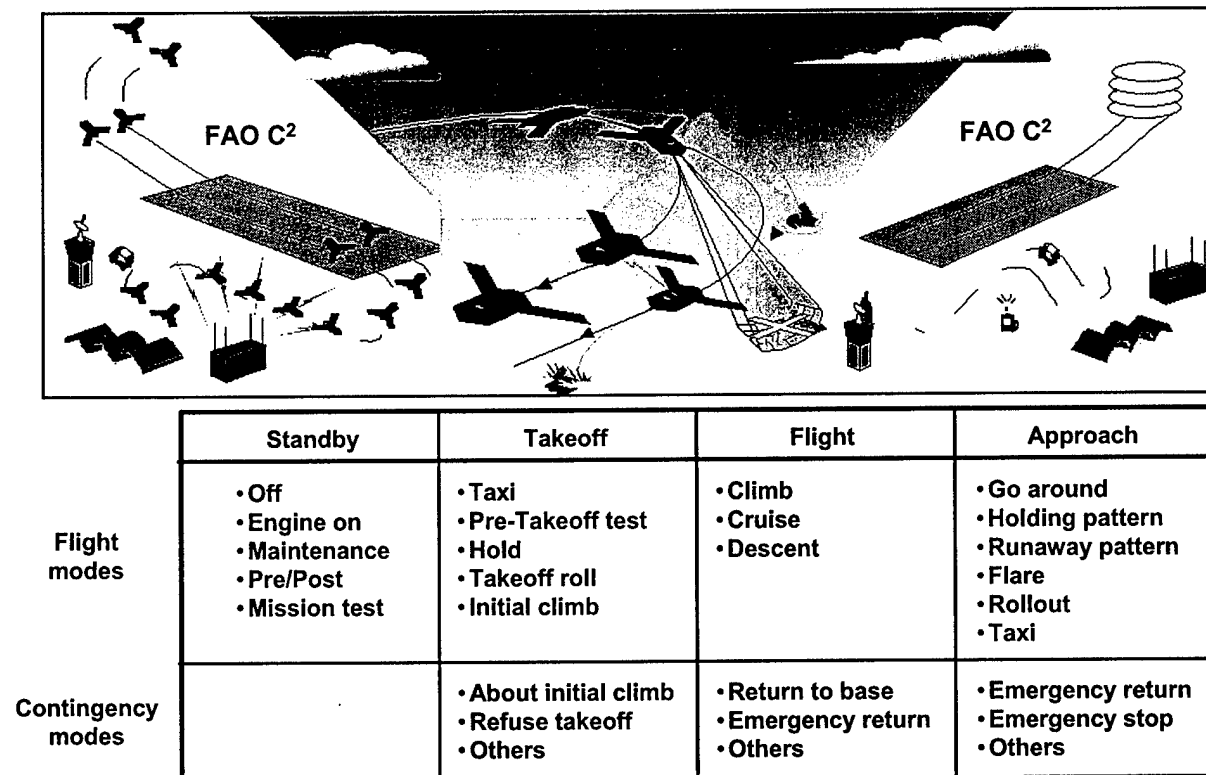 FAO C²
FAO C²
Standby
Takeoff
Flight
Approach
Flight
modes
• Off
• Engine on
• Maintenance
• Pre/Post
• Mission test
• Taxi
• Pre-Takeoff test
• Hold
• Takeoff roll
• Initial climb
• Climb
• Cruise
• Descent
• Go around
• Holding pattern
• Runaway pattern
• Flare
• Rollout
• Taxi
Contingency
modes
• About initial climb
• Refuse takeoff
• Others
• Return to base
• Emergency return
• Others
• Emergency return
• Emergency stop
• Others